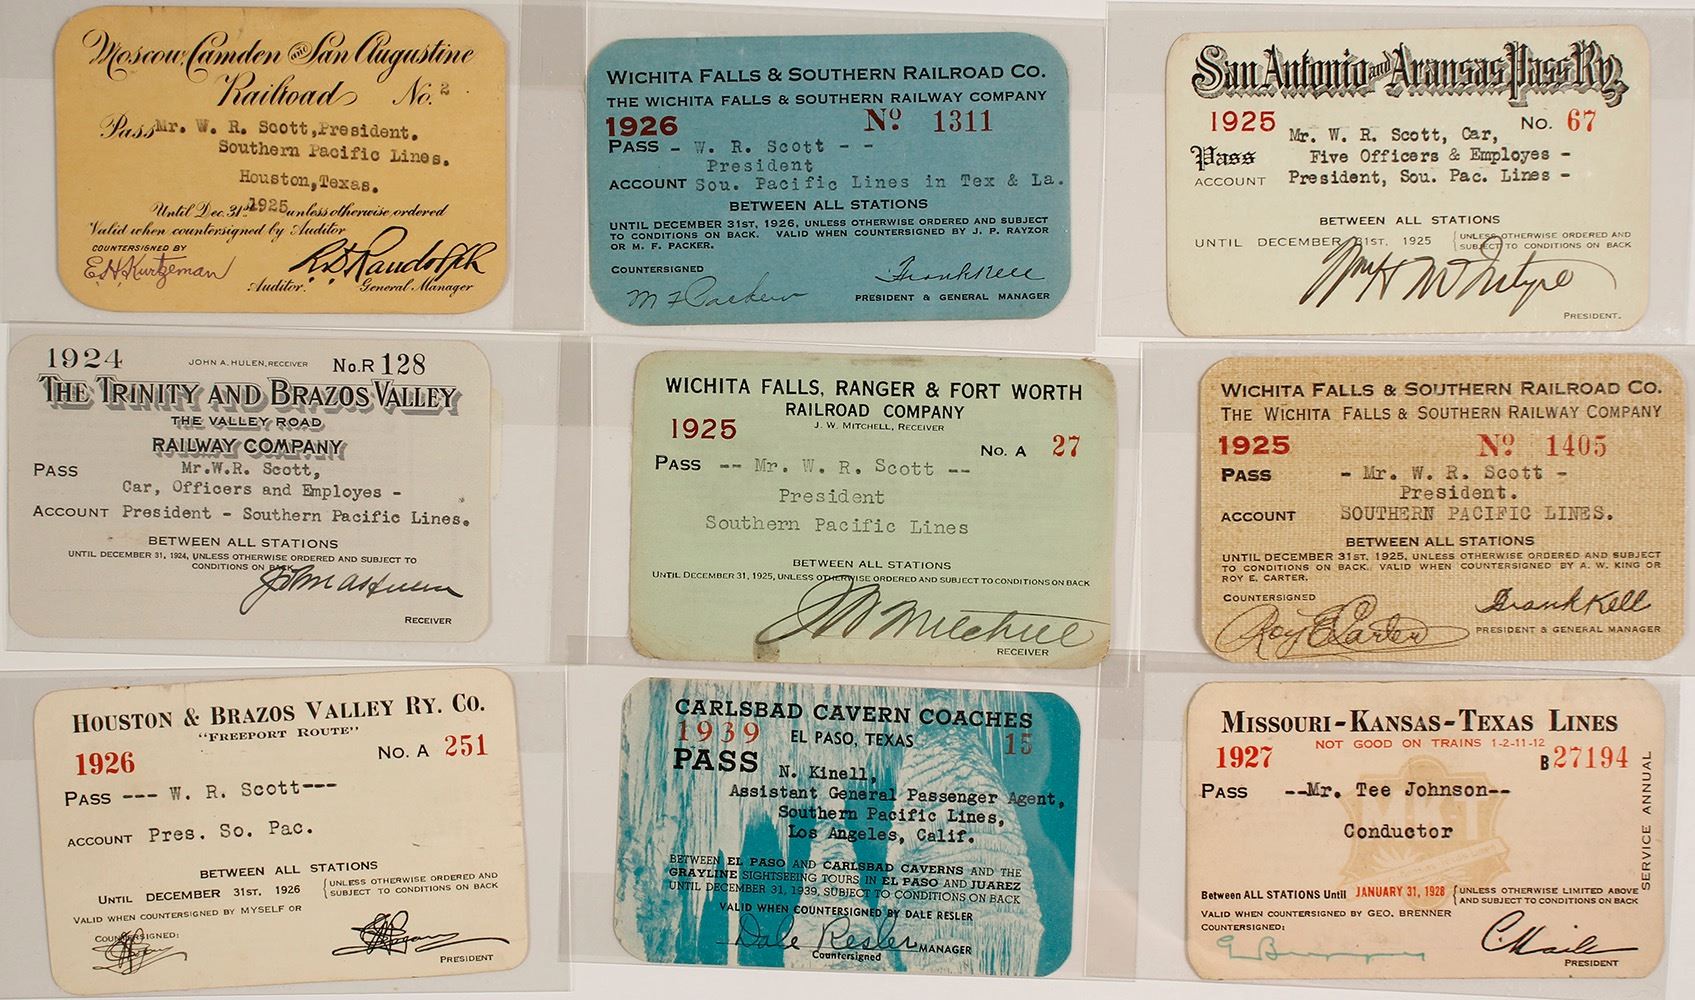 Moscow, Camden and San Augustine
Railroad No. 2
Pass Mr. W. R. Scott, President.
Southern Pacific Lines.
Houston, Texas.
Until Dec. 31st 1925 unless otherwise ordered
Valid when countersigned by Auditor
COUNTERSIGNED BY
E H Kurtzeman R D Randolph
Auditor. General Manager
WICHITA FALLS & SOUTHERN RAILROAD CO.
THE WICHITA FALLS & SOUTHERN RAILWAY COMPANY
1926 No 1311
PASS - W. R. Scott - -
President
ACCOUNT Sou. Pacific Lines in Tex & La.
BETWEEN ALL STATIONS
UNTIL DECEMBER 31ST, 1926, UNLESS OTHERWISE ORDERED AND SUBJECT
TO CONDITIONS ON BACK. VALID WHEN COUNTERSIGNED BY J. P. RAYZOR
OR M. F. PACKER.
COUNTERSIGNED
M F Packer Frank Kell
PRESIDENT & GENERAL MANAGER
San Antonio and Aransas Pass Ry.
1925 NO. 67
Pass Mr. W. R. Scott, Car,
Five Officers & Employes -
ACCOUNT President, Sou. Pac. Lines -
BETWEEN ALL STATIONS
UNTIL DECEMBER 31ST. 1925 { UNLESS OTHERWISE ORDERED AND
SUBJECT TO CONDITIONS ON BACK
Wm H McIntyre
PRESIDENT.
1924 JOHN A. HULEN, RECEIVER No. R 128
THE TRINITY AND BRAZOS VALLEY
THE VALLEY ROAD
RAILWAY COMPANY
PASS Mr.W.R. Scott,
Car, Officers and Employes -
ACCOUNT President - Southern Pacific Lines.
BETWEEN ALL STATIONS
UNTIL DECEMBER 31, 1924, UNLESS OTHERWISE ORDERED AND SUBJECT TO
CONDITIONS ON BACK
John A Hulen
RECEIVER
WICHITA FALLS, RANGER & FORT WORTH
RAILROAD COMPANY
J. W. MITCHELL, RECEIVER
1925 No. A 27
PASS -- Mr. W. R. Scott --
President
Southern Pacific Lines
BETWEEN ALL STATIONS
UNTIL DECEMBER 31, 1925, UNLESS OTHERWISE ORDERED AND SUBJECT TO CONDITIONS ON BACK
J W Mitchell
RECEIVER
WICHITA FALLS & SOUTHERN RAILROAD CO.
THE WICHITA FALLS & SOUTHERN RAILWAY COMPANY
1925 No 1405
PASS - Mr. W. R. Scott -
President.
ACCOUNT SOUTHERN PACIFIC LINES.
BETWEEN ALL STATIONS
UNTIL DECEMBER 31ST, 1925, UNLESS OTHERWISE ORDERED AND SUBJECT
TO CONDITIONS ON BACK. VALID WHEN COUNTERSIGNED BY A. W. KING OR
ROY E. CARTER.
COUNTERSIGNED
Roy E Carter Frank Kell
PRESIDENT & GENERAL MANAGER
HOUSTON & BRAZOS VALLEY RY. CO.
"FREEPORT ROUTE"
1926 No. A 251
PASS --- W. R. Scott---
ACCOUNT Pres. So. Pac.
BETWEEN ALL STATIONS
UNTIL DECEMBER 31ST, 1926 { UNLESS OTHERWISE ORDERED AND
SUBJECT TO CONDITIONS ON BACK
VALID WHEN COUNTERSIGNED BY MYSELF OR
COUNTERSIGNED:
PRESIDENT
CARLSBAD CAVERN COACHES
1939 EL PASO, TEXAS 15
PASS N. Kinell,
Assistant General Passenger Agent,
Southern Pacific Lines,
Los Angeles, Calif.
BETWEEN EL PASO AND CARLSBAD CAVERNS AND THE
GRAYLINE SIGHTSEEING TOURS IN EL PASO AND JUAREZ
UNTIL DECEMBER 31, 1939, SUBJECT TO CONDITIONS ON BACK
VALID WHEN COUNTERSIGNED BY DALE RESLER
Dale Resler MANAGER
Countersigned
MISSOURI-KANSAS-TEXAS LINES
1927 NOT GOOD ON TRAINS 1-2-11-12 B 27194
PASS --Mr. Tee Johnson--
Conductor
MKT
SERVICE ANNUAL
Between ALL STATIONS Until JANUARY 31, 1928 { UNLESS OTHERWISE LIMITED ABOVE
AND SUBJECT TO CONDITIONS ON BACK
VALID WHEN COUNTERSIGNED BY GEO. BRENNER
COUNTERSIGNED:
PRESIDENT